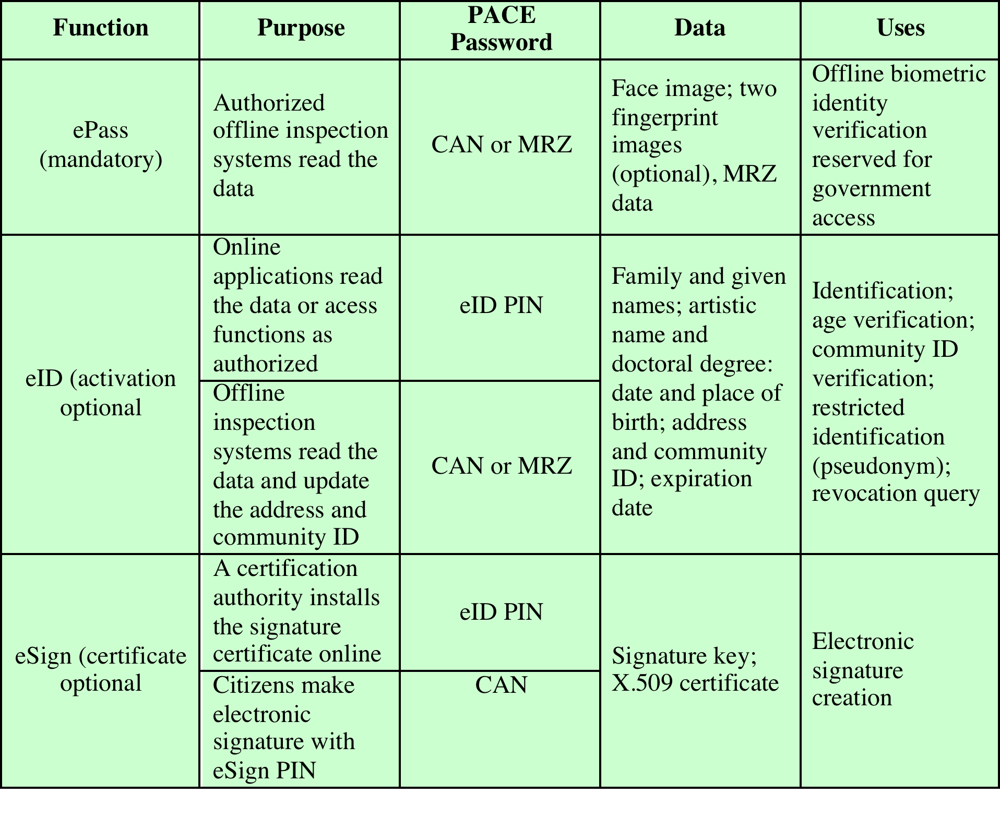 Function
Purpose
PACE
Password
Data
Uses
ePass
(mandatory)
Authorized
offline inspection
systems read the
data
CAN or MRZ
Face image; two
fingerprint
images
(optional), MRZ
data
Offline biometric
identity
verification
reserved for
government
access
eID (activation
optional
Online
applications read
the data or acess
functions as
authorized
eID PIN
Offline
inspection
systems read the
data and update
the address and
community ID
CAN or MRZ
Family and given
names; artistic
name and
doctoral degree:
date and place of
birth; address
and community
ID; expiration
date
Identification;
age verification;
community ID
verification;
restricted
identification
(pseudonym);
revocation query
eSign (certificate
optional
A certification
authority installs
the signature
certificate online
eID PIN
Citizens make
electronic
signature with
eSign PIN
CAN
Signature key;
X.509 certificate
Electronic
signature
creation